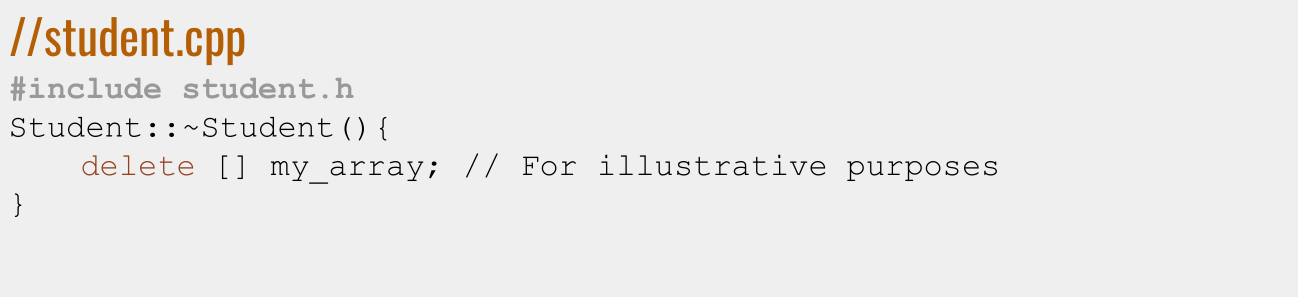 //student.cpp
#include student.h
Student::~Student(){
    delete [] my_array; // For illustrative purposes
}